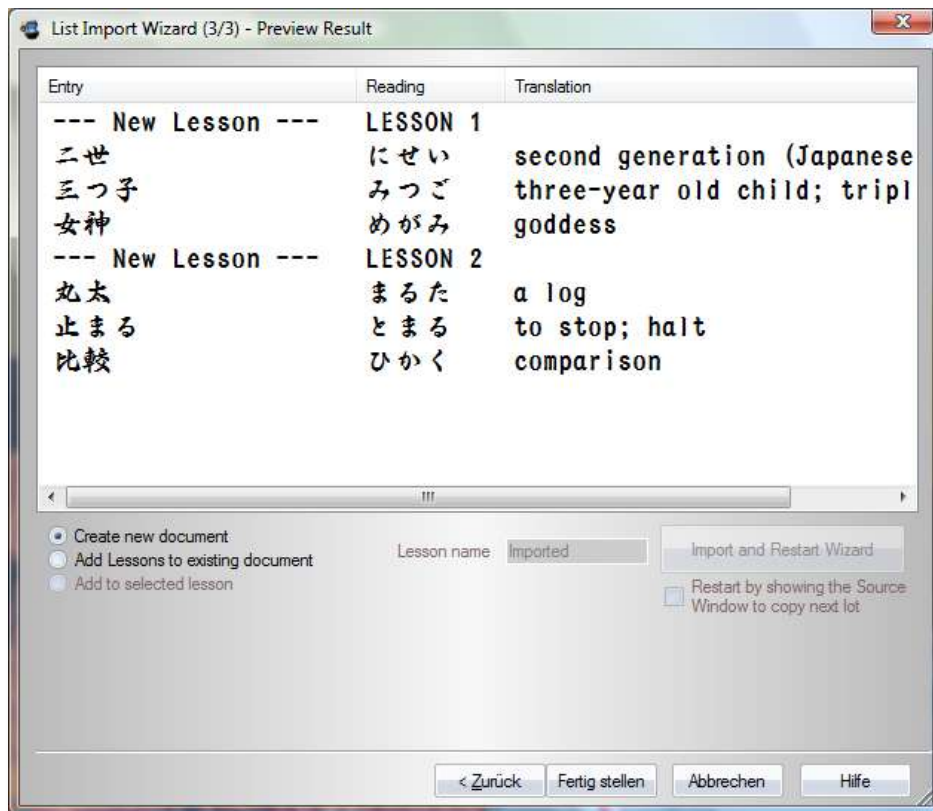 List Import Wizard (3/3) - Preview Result
Entry Reading Translation
--- New Lesson --- LESSON 1
二世 にせい second generation (Japanese
三つ子 みつご three-year old child; tripl
女神 めがみ goddess
--- New Lesson --- LESSON 2
丸太 まるた a log
止まる とまる to stop; halt
比較 ひかく comparison
Create new document
Add Lessons to existing document
Add to selected lesson
Lesson name Imported
Import and Restart Wizard
Restart by showing the Source
Window to copy next lot
< Zurück Fertig stellen Abbrechen Hilfe